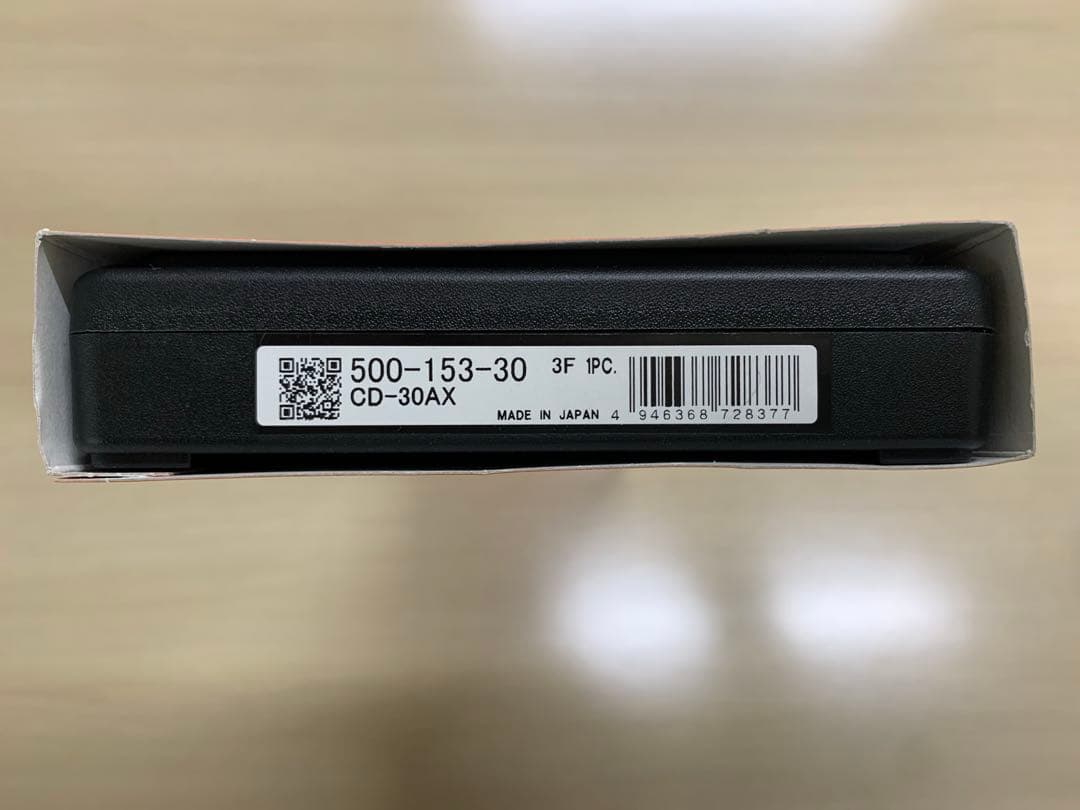 500-153-30 3F 1PC.
CD-30AX
MADE IN JAPAN 4 946368 728377